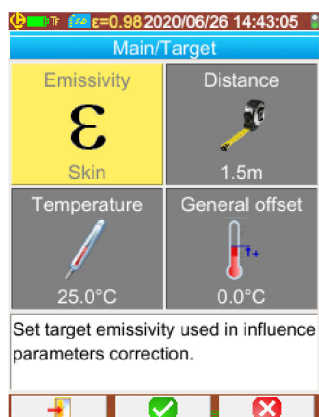 ε=0.98 2020/06/26 14:43:05
Main/Target
Emissivity
ε
Skin
Distance
1.5m
Temperature
25.0°C
General offset
0.0°C
Set target emissivity used in influence
parameters correction.